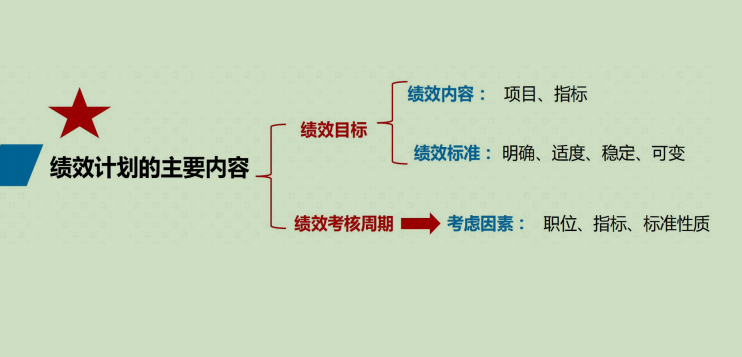 绩效内容： 项目、指标
绩效目标
绩效标准： 明确、适度、稳定、可变
绩效计划的主要内容
绩效考核周期 考虑因素： 职位、指标、标准性质